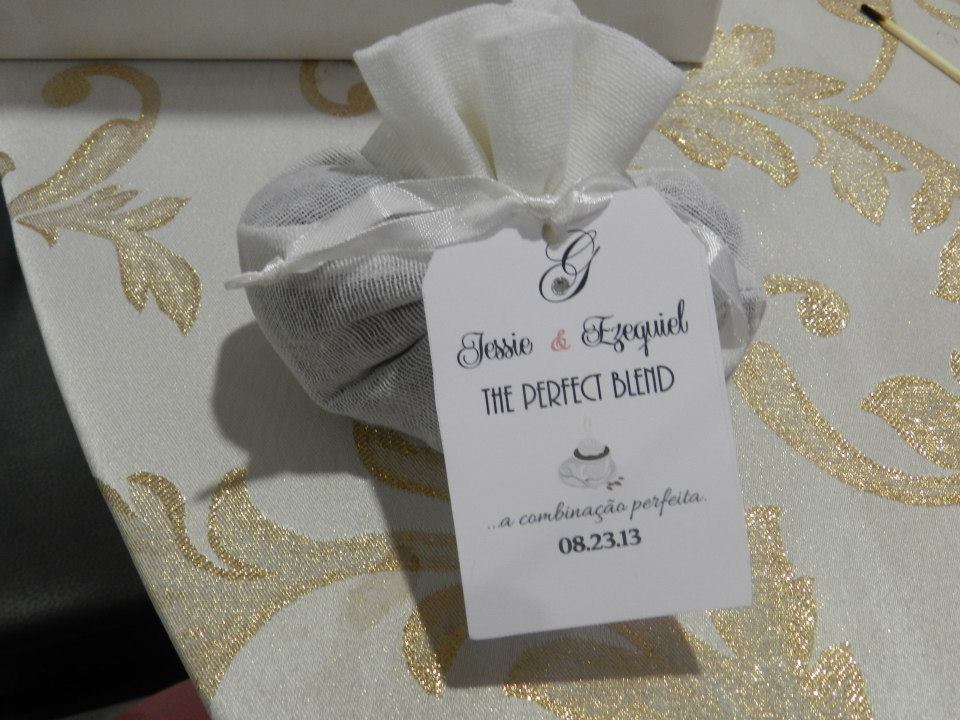 G
Jessie & Ezequiel
THE PERFECT BLEND
...a combinação perfeita.
08.23.13